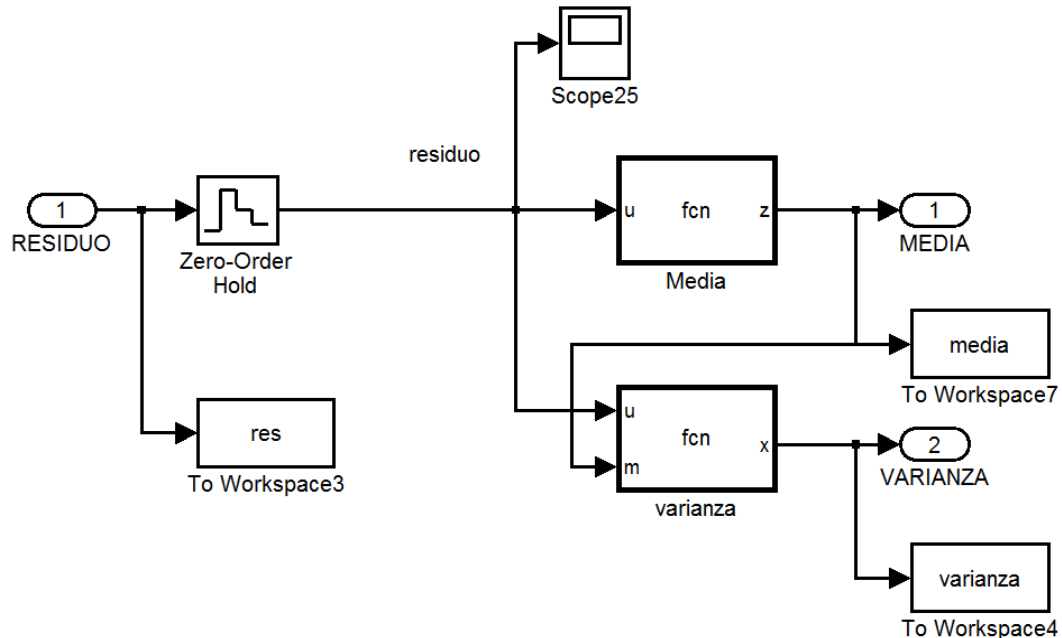 Scope25
residuo
1
RESIDUO
Zero-Order
Hold
u
fcn
z
Media
1
MEDIA
media
To Workspace7
res
To Workspace3
u
m
fcn
x
varianza
2
VARIANZA
varianza
To Workspace4